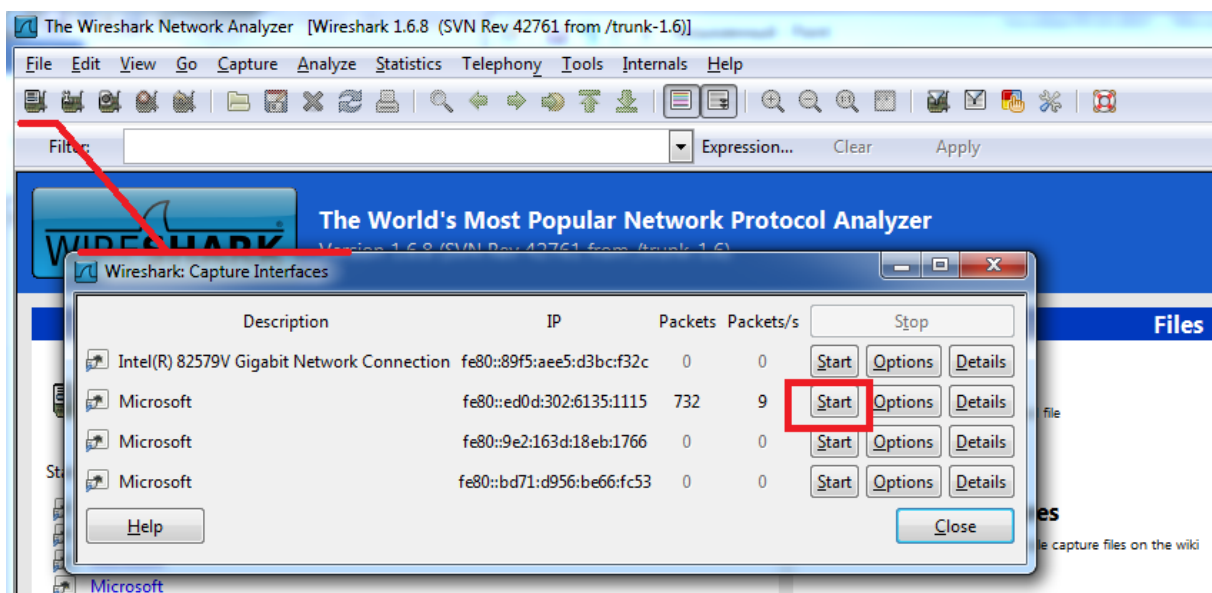 The Wireshark Network Analyzer [Wireshark 1.6.8 (SVN Rev 42761 from /trunk-1.6)]
File Edit View Go Capture Analyze Statistics Telephony Tools Internals Help
Filter: Expression... Clear Apply
WIRESHARK
The World's Most Popular Network Protocol Analyzer
Version 1.6.8 (SVN Rev 42761 from /trunk-1.6)
Wireshark: Capture Interfaces
Description IP Packets Packets/s Stop
Files
Intel(R) 82579V Gigabit Network Connection fe80::89f5:aee5:d3bc:f32c 0 0 Start Options Details
Microsoft fe80::ed0d:302:6135:1115 732 9 Start Options Details
file
Microsoft fe80::9e2:163d:18eb:1766 0 0 Start Options Details
Microsoft fe80::bd71:d956:be66:fc53 0 0 Start Options Details
Help Close
es
le capture files on the wiki
Microsoft